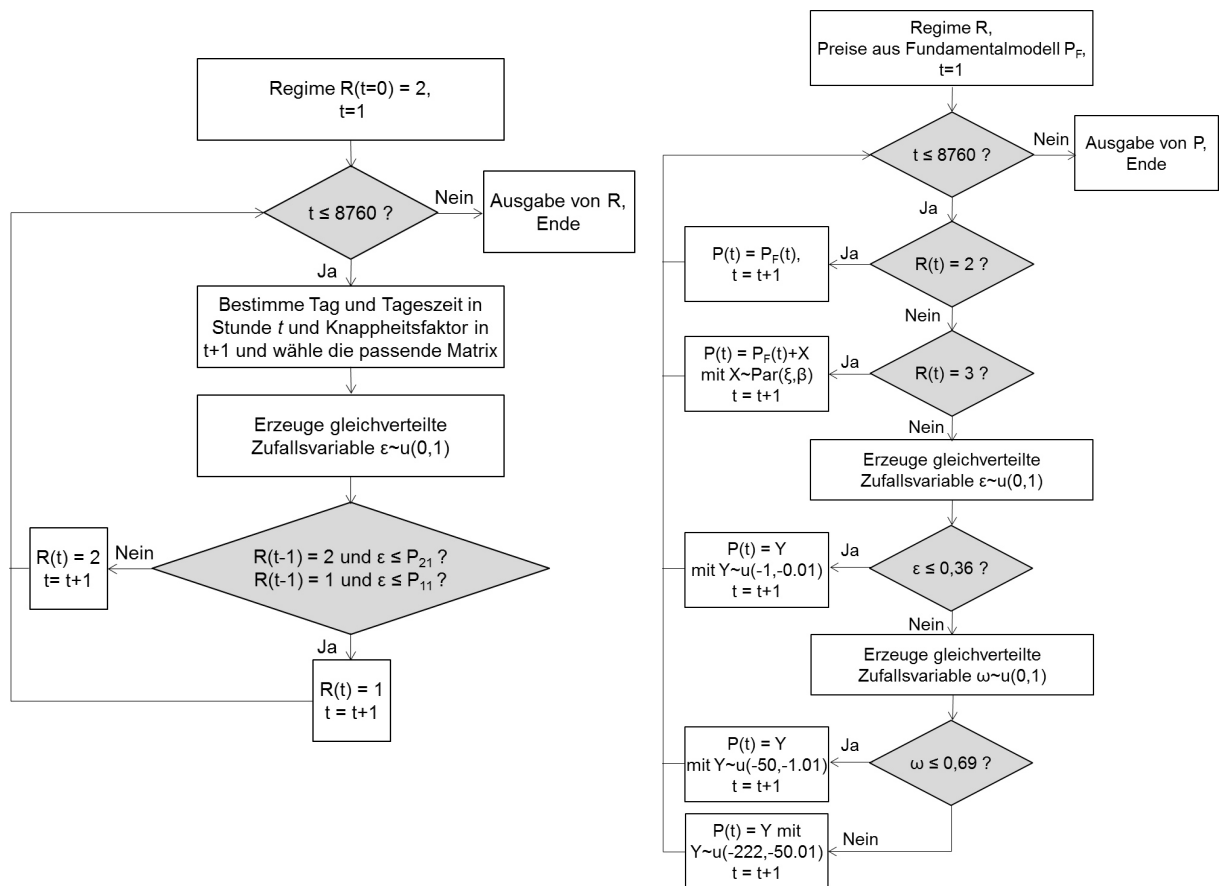 Regime R(t=0) = 2,
t=1
t ≤ 8760 ?
Nein
Ausgabe von R,
Ende
Ja
Bestimme Tag und Tageszeit in
Stunde t und Knappheitsfaktor in
t+1 und wähle die passende Matrix
Erzeuge gleichverteilte
Zufallsvariable ε~u(0,1)
R(t-1) = 2 und ε ≤ P₂₁ ?
R(t-1) = 1 und ε ≤ P₁₁ ?
Nein
R(t) = 2
t= t+1
Ja
R(t) = 1
t = t+1
Regime R,
Preise aus Fundamentalmodell P_F,
t=1
t ≤ 8760 ?
Nein
Ausgabe von P,
Ende
Ja
R(t) = 2 ?
Ja
P(t) = P_F(t),
t = t+1
Nein
R(t) = 3 ?
Ja
P(t) = P_F(t)+X
mit X~Par(ξ,β)
t = t+1
Nein
Erzeuge gleichverteilte
Zufallsvariable ε~u(0,1)
ε ≤ 0,36 ?
Ja
P(t) = Y
mit Y~u(-1,-0.01)
t = t+1
Nein
Erzeuge gleichverteilte
Zufallsvariable ω~u(0,1)
ω ≤ 0,69 ?
Ja
P(t) = Y
mit Y~u(-50,-1.01)
t = t+1
Nein
P(t) = Y mit
Y~u(-222,-50.01)
t = t+1